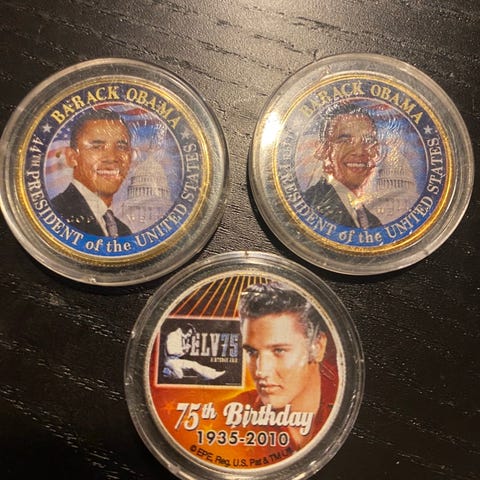 BARACK OBAMA
44TH PRESIDENT of the UNITED STATES
BARACK OBAMA
PRESIDENT of the UNITED STATES
ELV75
75th Birthday
1935-2010
© EPE, Reg. U.S. Pat & TM